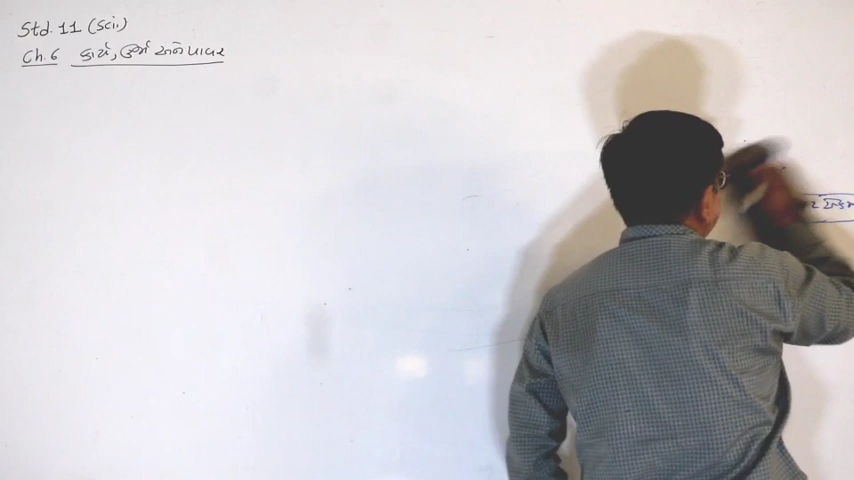 Std. 11 (Sci.)
Ch. 6 કાર્ય, ઊર્જા અને પાવર